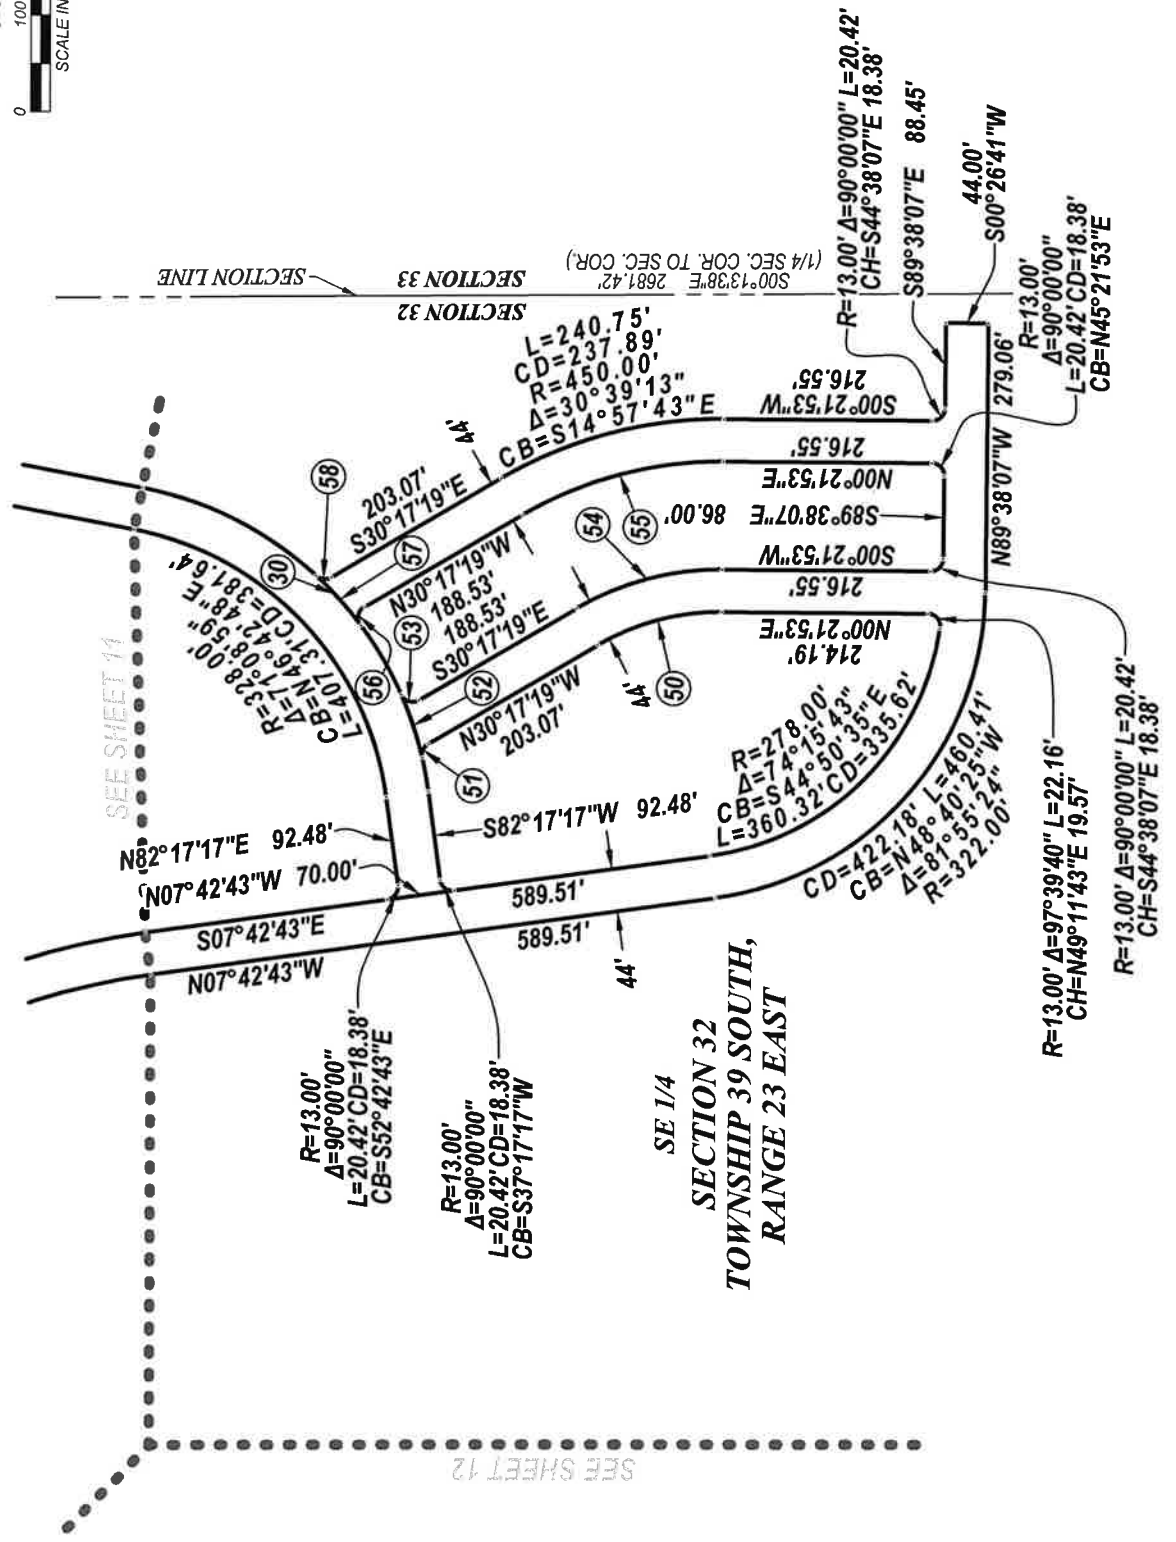 0
100
SCALE IN
SEE SHEET 11
SECTION LINE
SECTION 33
SECTION 32
S00°13'38"E 2681.42'
(1/4 SEC. COR. TO SEC. COR.)
R=328.00'
Δ=71°08'59"
CB=N46°42'48"E
L=407.31' CD=381.64'
30
58
203.07'
S30°17'19"E
44'
L=240.75'
CD=237.89'
R=450.00'
Δ=30°39'13"
CB=S14°57'43"E
57
N30°17'19"W
188.53'
188.53'
S30°17'19"E
56
53
52
51
54
55
50
N30°17'19"W
203.07'
44'
S00°21'53"W
216.55'
216.55'
N00°21'53"E
S89°38'07"E 86.00'
S00°21'53"W
216.55'
N00°21'53"E
214.19'
R=13.00' Δ=90°00'00" L=20.42'
CH=S44°38'07"E 18.38'
S89°38'07"E 88.45'
44.00'
S00°26'41"W
R=13.00'
Δ=90°00'00"
L=20.42' CD=18.38'
CB=N45°21'53"E
N89°38'07"W 279.06'
N82°17'17"E 92.48'
N07°42'43"W 70.00'
S82°17'17"W 92.48'
S07°42'43"E
589.51'
N07°42'43"W
589.51'
44'
R=278.00'
Δ=74°15'43"
CB=S44°50'35"E
L=360.32' CD=335.62'
CD=422.18' L=460.41'
CB=N48°40'25"W
Δ=81°55'24"
R=322.00'
R=13.00'
Δ=90°00'00"
L=20.42' CD=18.38'
CB=S52°42'43"E
R=13.00'
Δ=90°00'00"
L=20.42' CD=18.38'
CB=S37°17'17"W
R=13.00' Δ=97°39'40" L=22.16'
CH=N49°11'43"E 19.57'
R=13.00' Δ=90°00'00" L=20.42'
CH=S44°38'07"E 18.38'
SE 1/4
SECTION 32
TOWNSHIP 39 SOUTH,
RANGE 23 EAST
SEE SHEET 12